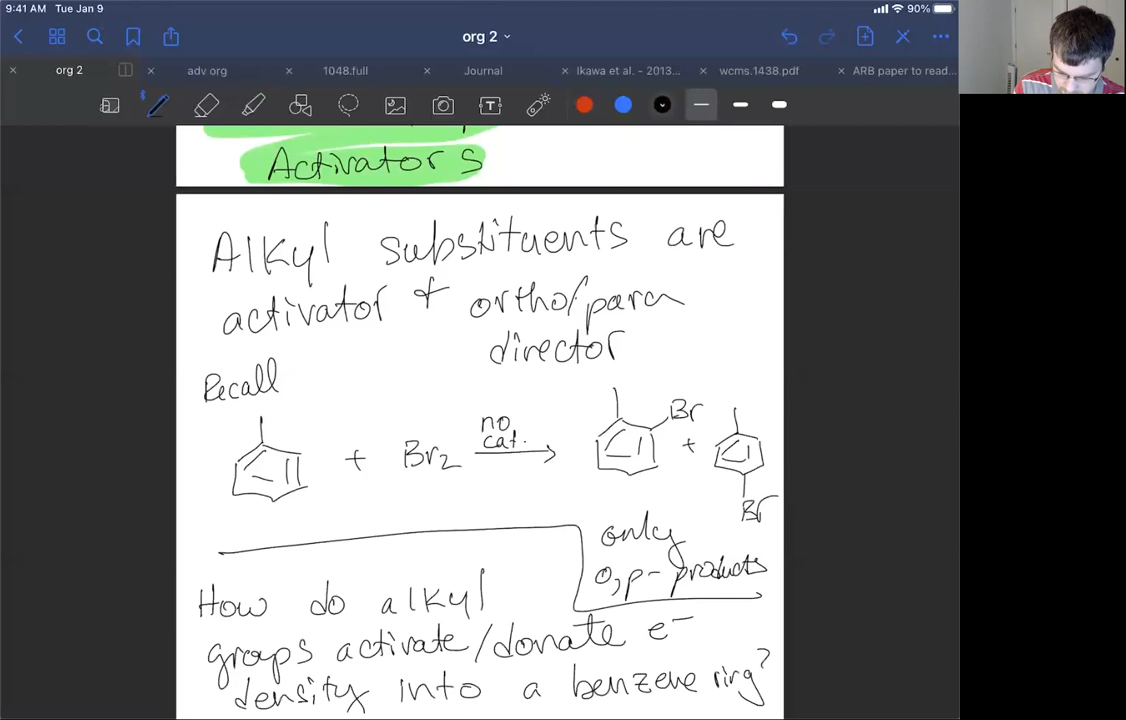 9:41 AM Tue Jan 9
90%
org 2
org 2
adv org
1048.full
Journal
Ikawa et al. - 2013...
wcms.1438.pdf
ARB paper to read...
T
Activators
Alkyl substituents are
activator + ortho/para
director
Recall
+ Br2 no cat. Br + Br
only
o,p- products
How do alkyl
groups activate/donate e-
density into a benzene ring?